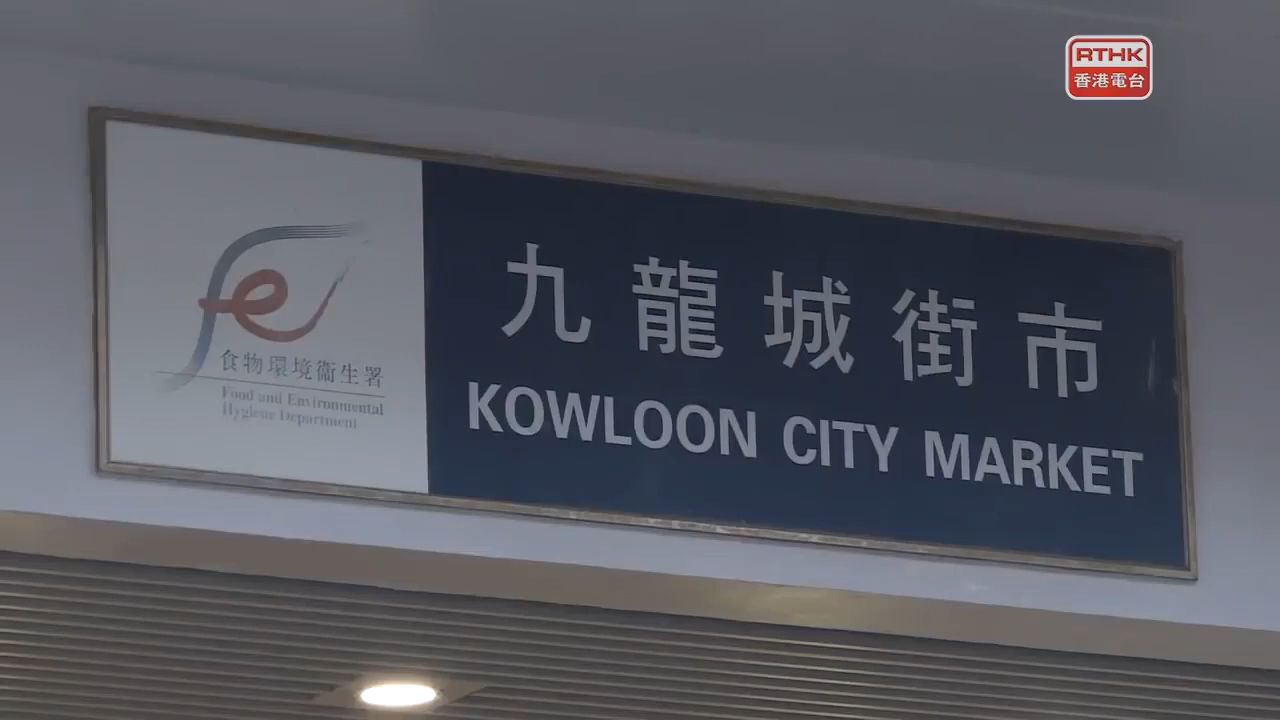 RTHK
香港電台
九龍城街市
KOWLOON CITY MARKET
食物環境衞生署
Food and Environmental
Hygiene Department